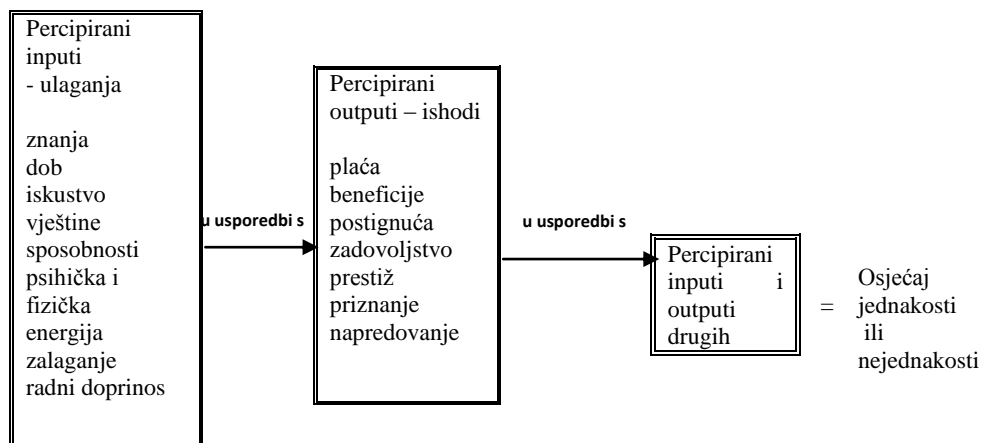 Percipirani
inputi
- ulaganja
znanja
dob
iskustvo
vještine
sposobnosti
psihička i
fizička
energija
zalaganje
radni doprinos
u usporedbi s
Percipirani
outputi – ishodi
plaća
beneficije
postignuća
zadovoljstvo
prestiž
priznanje
napredovanje
u usporedbi s
Percipirani
inputi i
outputi
drugih
=
Osjećaj
jednakosti
ili
nejednakosti